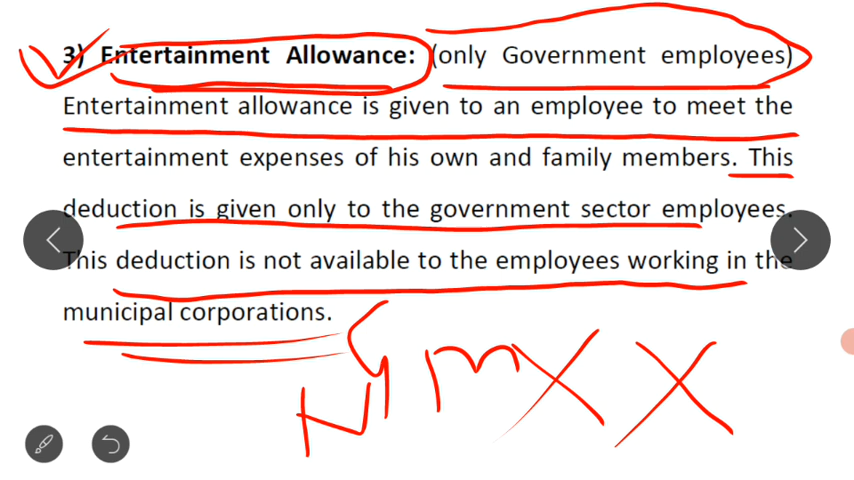 3) Entertainment Allowance: (only Government employees)
Entertainment allowance is given to an employee to meet the
entertainment expenses of his own and family members. This
deduction is given only to the government sector employees.
This deduction is not available to the employees working in the
municipal corporations.